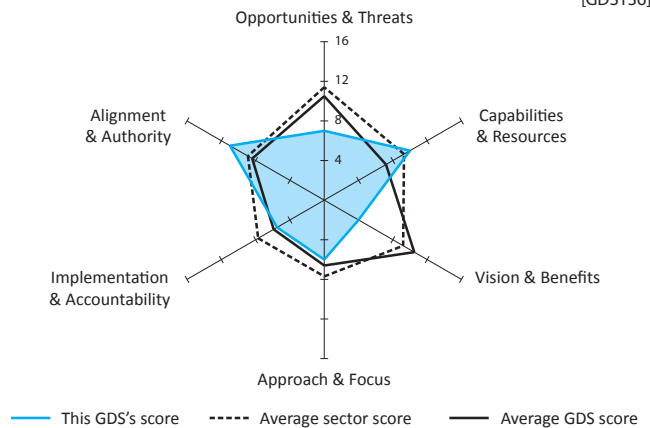 Opportunities & Threats
16
12
8
4
Alignment
& Authority
Capabilities
& Resources
Implementation
& Accountability
Vision & Benefits
Approach & Focus
This GDS's score
Average sector score
Average GDS score